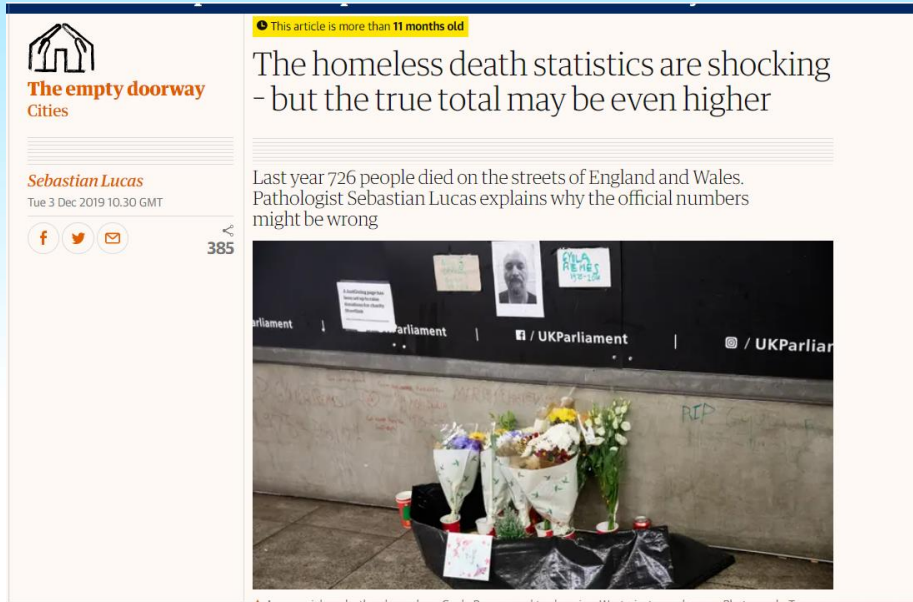 This article is more than 11 months old
The empty doorway
Cities
The homeless death statistics are shocking
- but the true total may be even higher
Sebastian Lucas
Tue 3 Dec 2019 10.30 GMT
385
Last year 726 people died on the streets of England and Wales.
Pathologist Sebastian Lucas explains why the official numbers
might be wrong
arliament
arliament
/ UKParliament
/ UKParliar
RIP